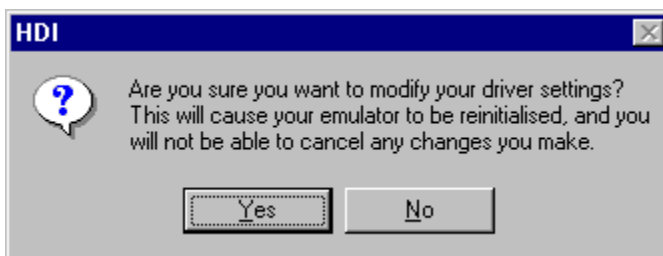 HDI
Are you sure you want to modify your driver settings?
This will cause your emulator to be reinitialised, and you
will not be able to cancel any changes you make.
Yes No